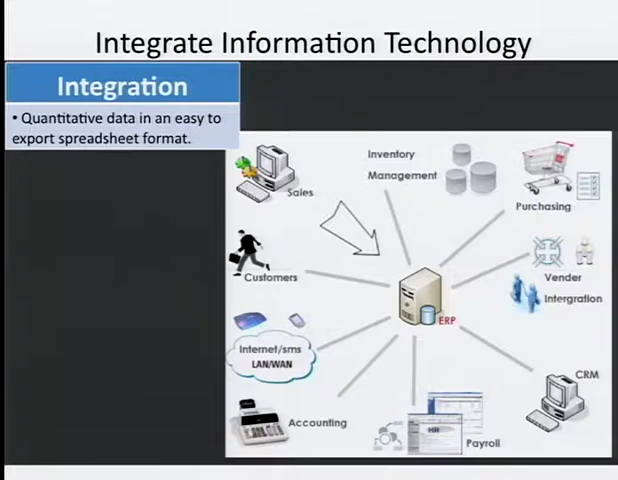 Integrate Information Technology
Integration
• Quantitative data in an easy to
export spreadsheet format.
Sales
Inventory
Management
Purchasing
Customers
Vender
Intergration
ERP
Internet/sms
LAN/WAN
CRM
Accounting
HR
Payroll